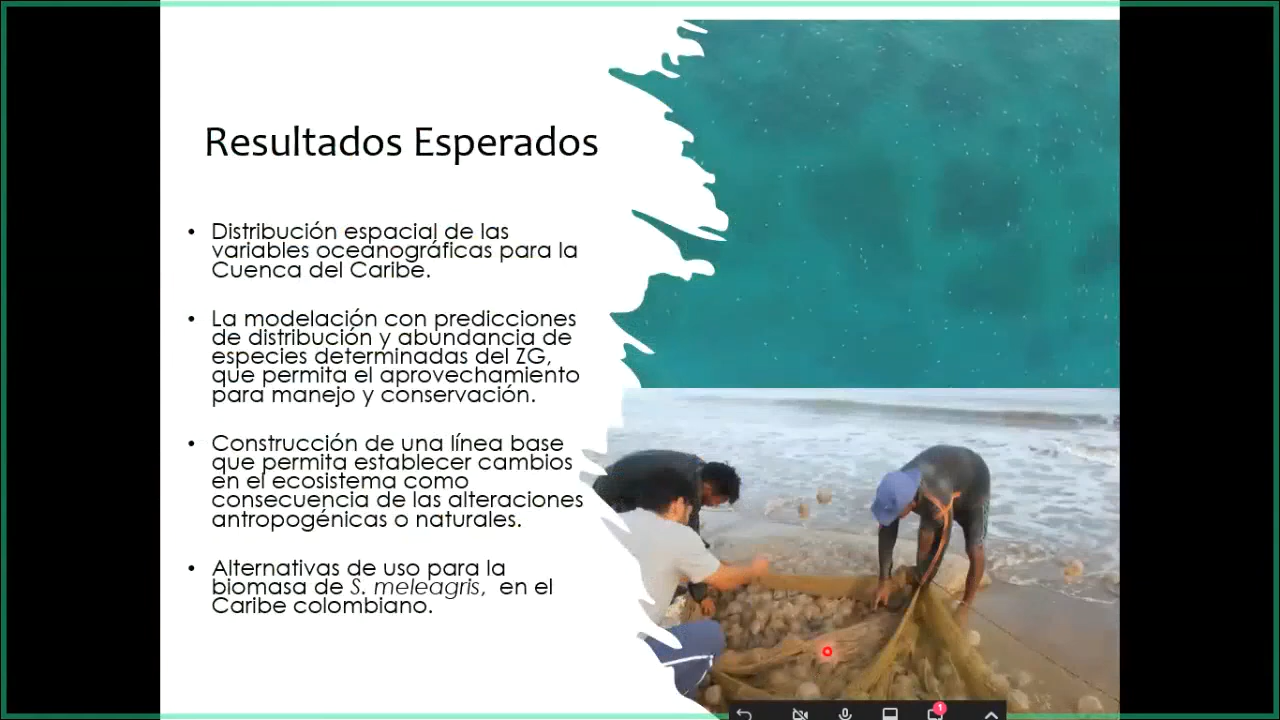 Resultados Esperados
• Distribución espacial de las
variables oceanográficas para la
Cuenca del Caribe.
• La modelación con predicciones
de distribución y abundancia de
especies determinadas del ZG,
que permita el aprovechamiento
para manejo y conservación.
• Construcción de una línea base
que permita establecer cambios
en el ecosistema como
consecuencia de las alteraciones
antropogénicas o naturales.
• Alternativas de uso para la
biomasa de S. meleagris, en el
Caribe colombiano.
1